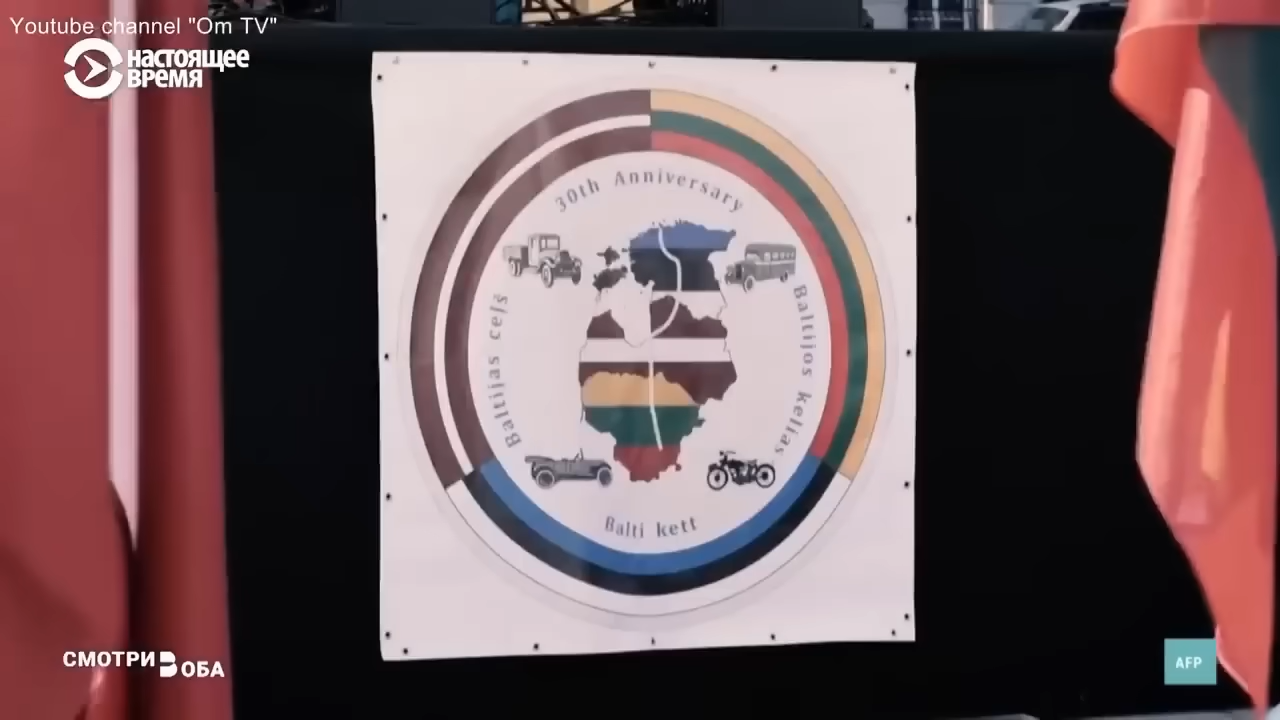 Youtube channel "Om TV"
НАСТОЯЩЕЕ
ВРЕМЯ
30th Anniversary
Baltijas ceļš
Baltijos kelias
Balti kett
СМОТРИ В ОБА
AFP